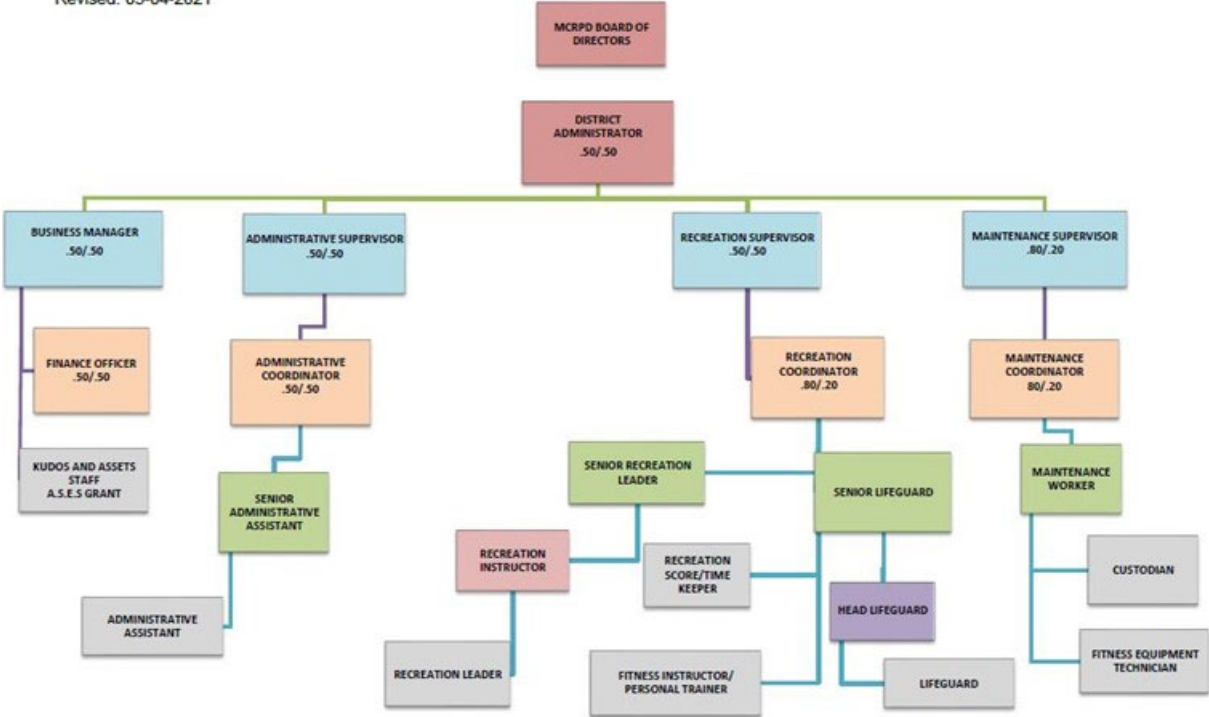 Revised: 05-04-2021
MCRPD BOARD OF
DIRECTORS
DISTRICT
ADMINISTRATOR
.50/.50
BUSINESS MANAGER
.50/.50
ADMINISTRATIVE SUPERVISOR
.50/.50
RECREATION SUPERVISOR
.50/.50
MAINTENANCE SUPERVISOR
.80/.20
FINANCE OFFICER
.50/.50
ADMINISTRATIVE
COORDINATOR
.50/.50
RECREATION
COORDINATOR
.80/.20
MAINTENANCE
COORDINATOR
80/.20
KUDOS AND ASSETS
STAFF
A.S.E.S GRANT
SENIOR
ADMINISTRATIVE
ASSISTANT
SENIOR RECREATION
LEADER
SENIOR LIFEGUARD
MAINTENANCE
WORKER
RECREATION
INSTRUCTOR
RECREATION
SCORE/TIME
KEEPER
CUSTODIAN
ADMINISTRATIVE
ASSISTANT
HEAD LIFEGUARD
RECREATION LEADER
FITNESS INSTRUCTOR/
PERSONAL TRAINER
LIFEGUARD
FITNESS EQUIPMENT
TECHNICIAN